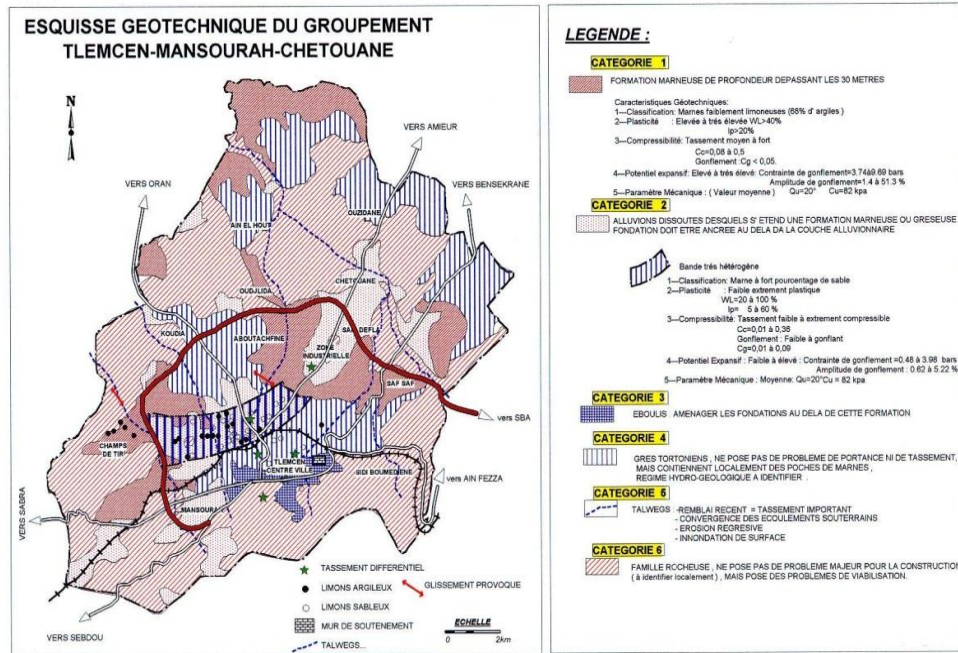 ESQUISSE GEOTECHNIQUE DU GROUPEMENT
TLEMCEN-MANSOURAH-CHETOUANE
N
VERS AMIEUR
VERS ORAN
VERS BENSEKRANE
OUZIDANE
AIN EL HOUT
CHETOUANE
OUDJLIDA
SAF DEFLA
KOUDIA
ABOUTACHFINE
ZONE
INDUSTRIELLE
SAF SAF
vers SBA
CHAMPS
DE TIR
TLEMCEN
CENTRE VILLE
SIDI BOUMEDIENE
vers AIN FEZZA
MANSOURA
VERS SABRA
VERS SEBDOU
TASSEMENT DIFFERENTIEL
LIMONS ARGILEUX
GLISSEMENT PROVOQUE
LIMONS SABLEUX
MUR DE SOUTENEMENT
TALWEGS...
ECHELLE
0 2km
LEGENDE :
CATEGORIE 1
FORMATION MARNEUSE DE PROFONDEUR DEPASSANT LES 30 METRES
Caracteristiques Géotechniques:
1—Classification: Marnes faiblement limoneuses (68% d' argiles )
2—Plasticité : Elevée à trés élevée WL>40%
Ip>20%
3—Compressibilité: Tassement moyen à fort
Cc=0,08 à 0,5
Gonflement :Cg < 0,05.
4—Potentiel expansif: Elevé à trés élevé: Contrainte de gonflement=3.74à9.69 bars
Amplitude de gonflement=1.4 à 51.3 %
5—Paramètre Mécanique : ( Valeur moyenne ) Qu=20° Cu=82 kpa
CATEGORIE 2
ALLUVIONS DISSOUTES DESQUELS S' ETEND UNE FORMATION MARNEUSE OU GRESEUSE
FONDATION DOIT ETRE ANCREE AU DELA DA LA COUCHE ALLUVIONNAIRE
Bande trés hétérogène
1—Classification: Marne à fort pourcentage de sable
2—Plasticité : Faible extrement plastique
WL=20 à 100 %
Ip= 5 à 60 %
3—Compressibilité: Tassement faible à extrement compressible
Cc=0,01 à 0,36
Gonflement : Faible à gonflant
Cg=0,01 à 0,09
4—Potentiel Expansif : Faible à élevé : Contrainte de gonflement =0.48 à 3.98 bars
Amplitude de gonflement : 0.62 à 5.22 %
5—Paramètre Mécanique : Moyenne: Qu=20°Cu = 82 kpa
CATEGORIE 3
EBOULIS AMENAGER LES FONDATIONS AU DELA DE CETTE FORMATION
CATEGORIE 4
GRES TORTONIENS , NE POSE PAS DE PROBLEME DE PORTANCE NI DE TASSEMENT,
MAIS CONTIENNENT LOCALEMENT DES POCHES DE MARNES ,
REGIME HYDRO-GEOLOGIQUE A IDENTIFIER .
CATEGORIE 5
TALWEGS : -REMBLAI RECENT = TASSEMENT IMPORTANT
- CONVERGENCE DES ECOULEMENTS SOUTERRAINS
- EROSION REGRESIVE
- INNONDATION DE SURFACE
CATEGORIE 6
FAMILLE ROCHEUSE , NE POSE PAS DE PROBLEME MAJEUR POUR LA CONSTRUCTION
( à identifier localement ) , MAIS POSE DES PROBLEMES DE VIABILISATION.